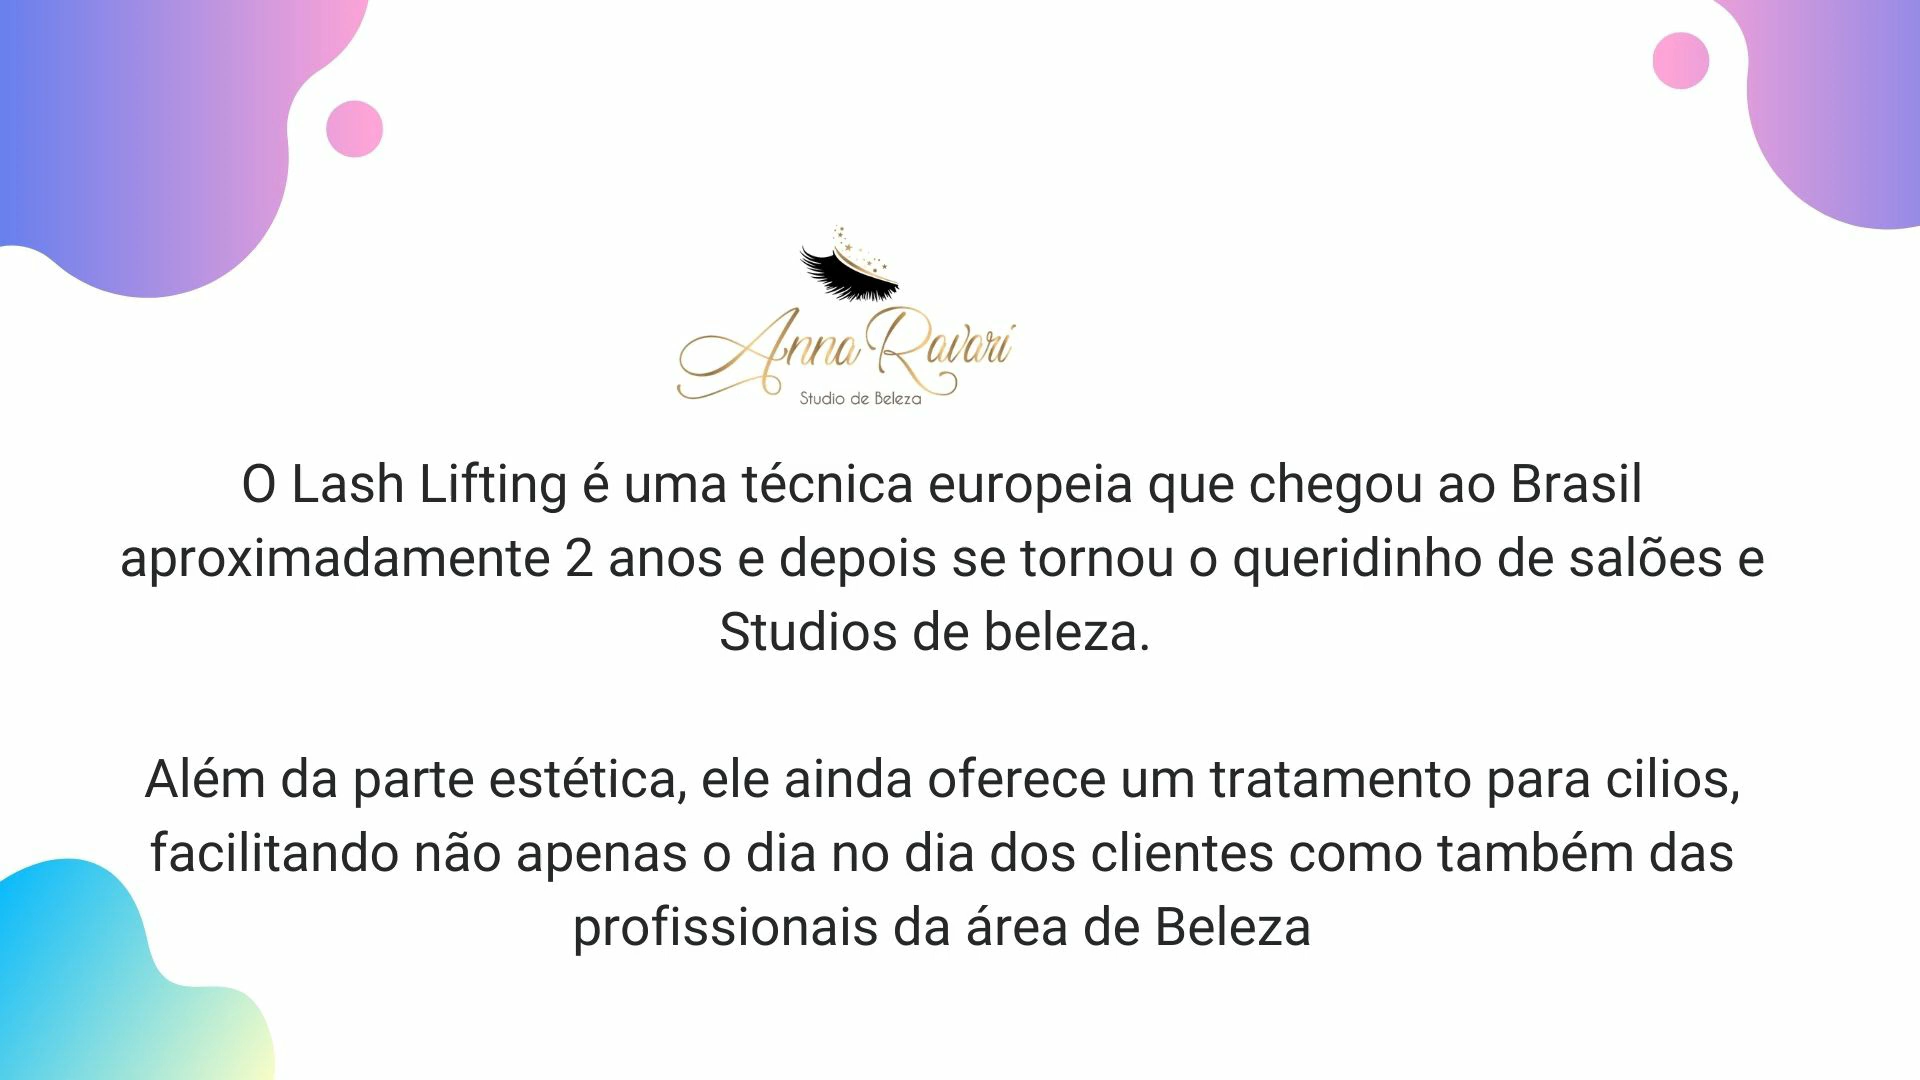 Anna Ravari
Studio de Beleza
O Lash Lifting é uma técnica europeia que chegou ao Brasil
aproximadamente 2 anos e depois se tornou o queridinho de salões e
Studios de beleza.
Além da parte estética, ele ainda oferece um tratamento para cilios,
facilitando não apenas o dia no dia dos clientes como também das
profissionais da área de Beleza